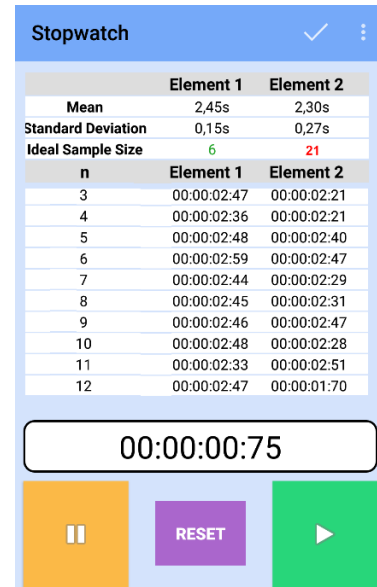 Stopwatch
Element 1 Element 2
Mean 2,45s 2,30s
Standard Deviation 0,15s 0,27s
Ideal Sample Size 6 21
n Element 1 Element 2
3 00:00:02:47 00:00:02:21
4 00:00:02:36 00:00:02:21
5 00:00:02:48 00:00:02:40
6 00:00:02:59 00:00:02:47
7 00:00:02:44 00:00:02:29
8 00:00:02:45 00:00:02:31
9 00:00:02:46 00:00:02:47
10 00:00:02:48 00:00:02:28
11 00:00:02:33 00:00:02:51
12 00:00:02:47 00:00:01:70
00:00:00:75
RESET